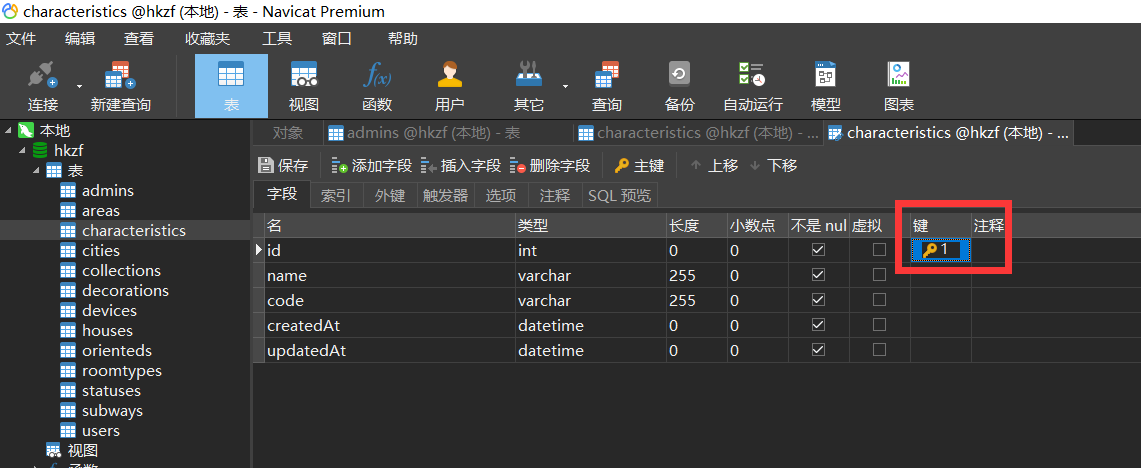 characteristics @hkzf (本地) - 表 - Navicat Premium
文件 编辑 查看 收藏夹 工具 窗口 帮助
连接 新建查询 表 视图 函数 用户 其它 查询 备份 自动运行 模型 图表
本地
hkzf
表
admins
areas
characteristics
cities
collections
decorations
devices
houses
orienteds
roomtypes
statuses
subways
users
视图
对象 admins @hkzf (本地) - 表 characteristics @hkzf (本地) - ... characteristics @hkzf (本地) - ...
保存 添加字段 插入字段 删除字段 主键 上移 下移
字段 索引 外键 触发器 选项 注释 SQL 预览
名 类型 长度 小数点 不是 nul 虚拟 键 注释
id int 0 0 1
name varchar 255 0
code varchar 255 0
createdAt datetime 0 0
updatedAt datetime 0 0